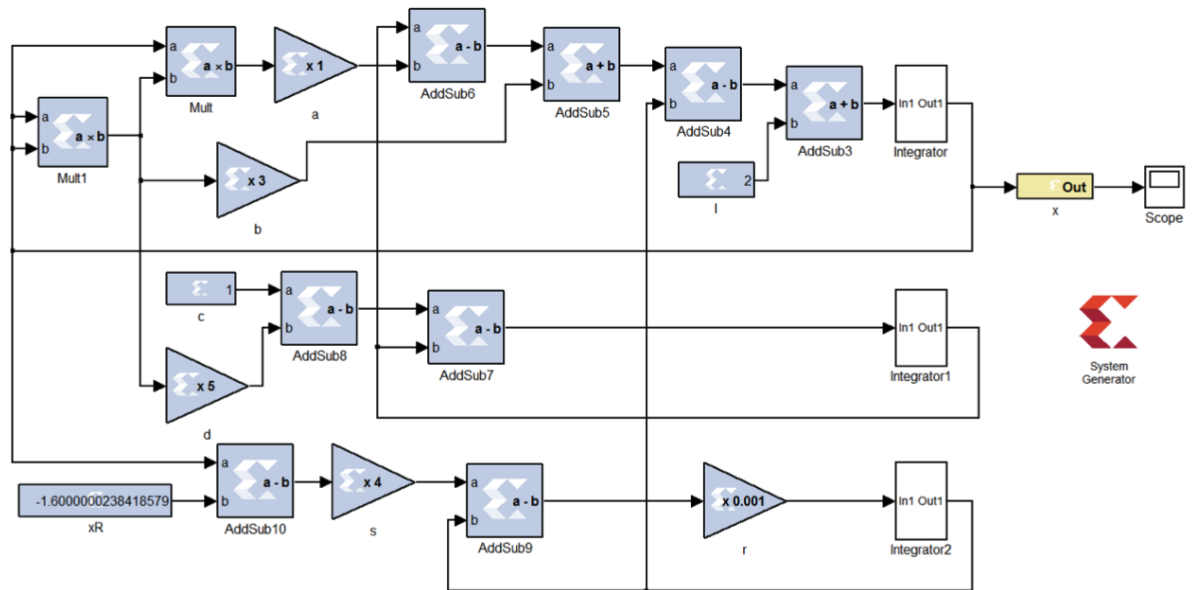 a
b
a × b
Mult
x 1
a
a
b
a - b
AddSub6
a
b
a + b
AddSub5
a
b
a - b
AddSub4
a
b
a + b
AddSub3
In1 Out1
Integrator
a
b
a × b
Mult1
x 3
b
2
I
Out
x
Scope
1
c
a
b
a - b
AddSub8
a
b
a - b
AddSub7
In1 Out1
Integrator1
System
Generator
x 5
d
-1.6000000238418579
xR
a
b
a - b
AddSub10
x 4
s
a
b
a - b
AddSub9
x 0.001
r
In1 Out1
Integrator2